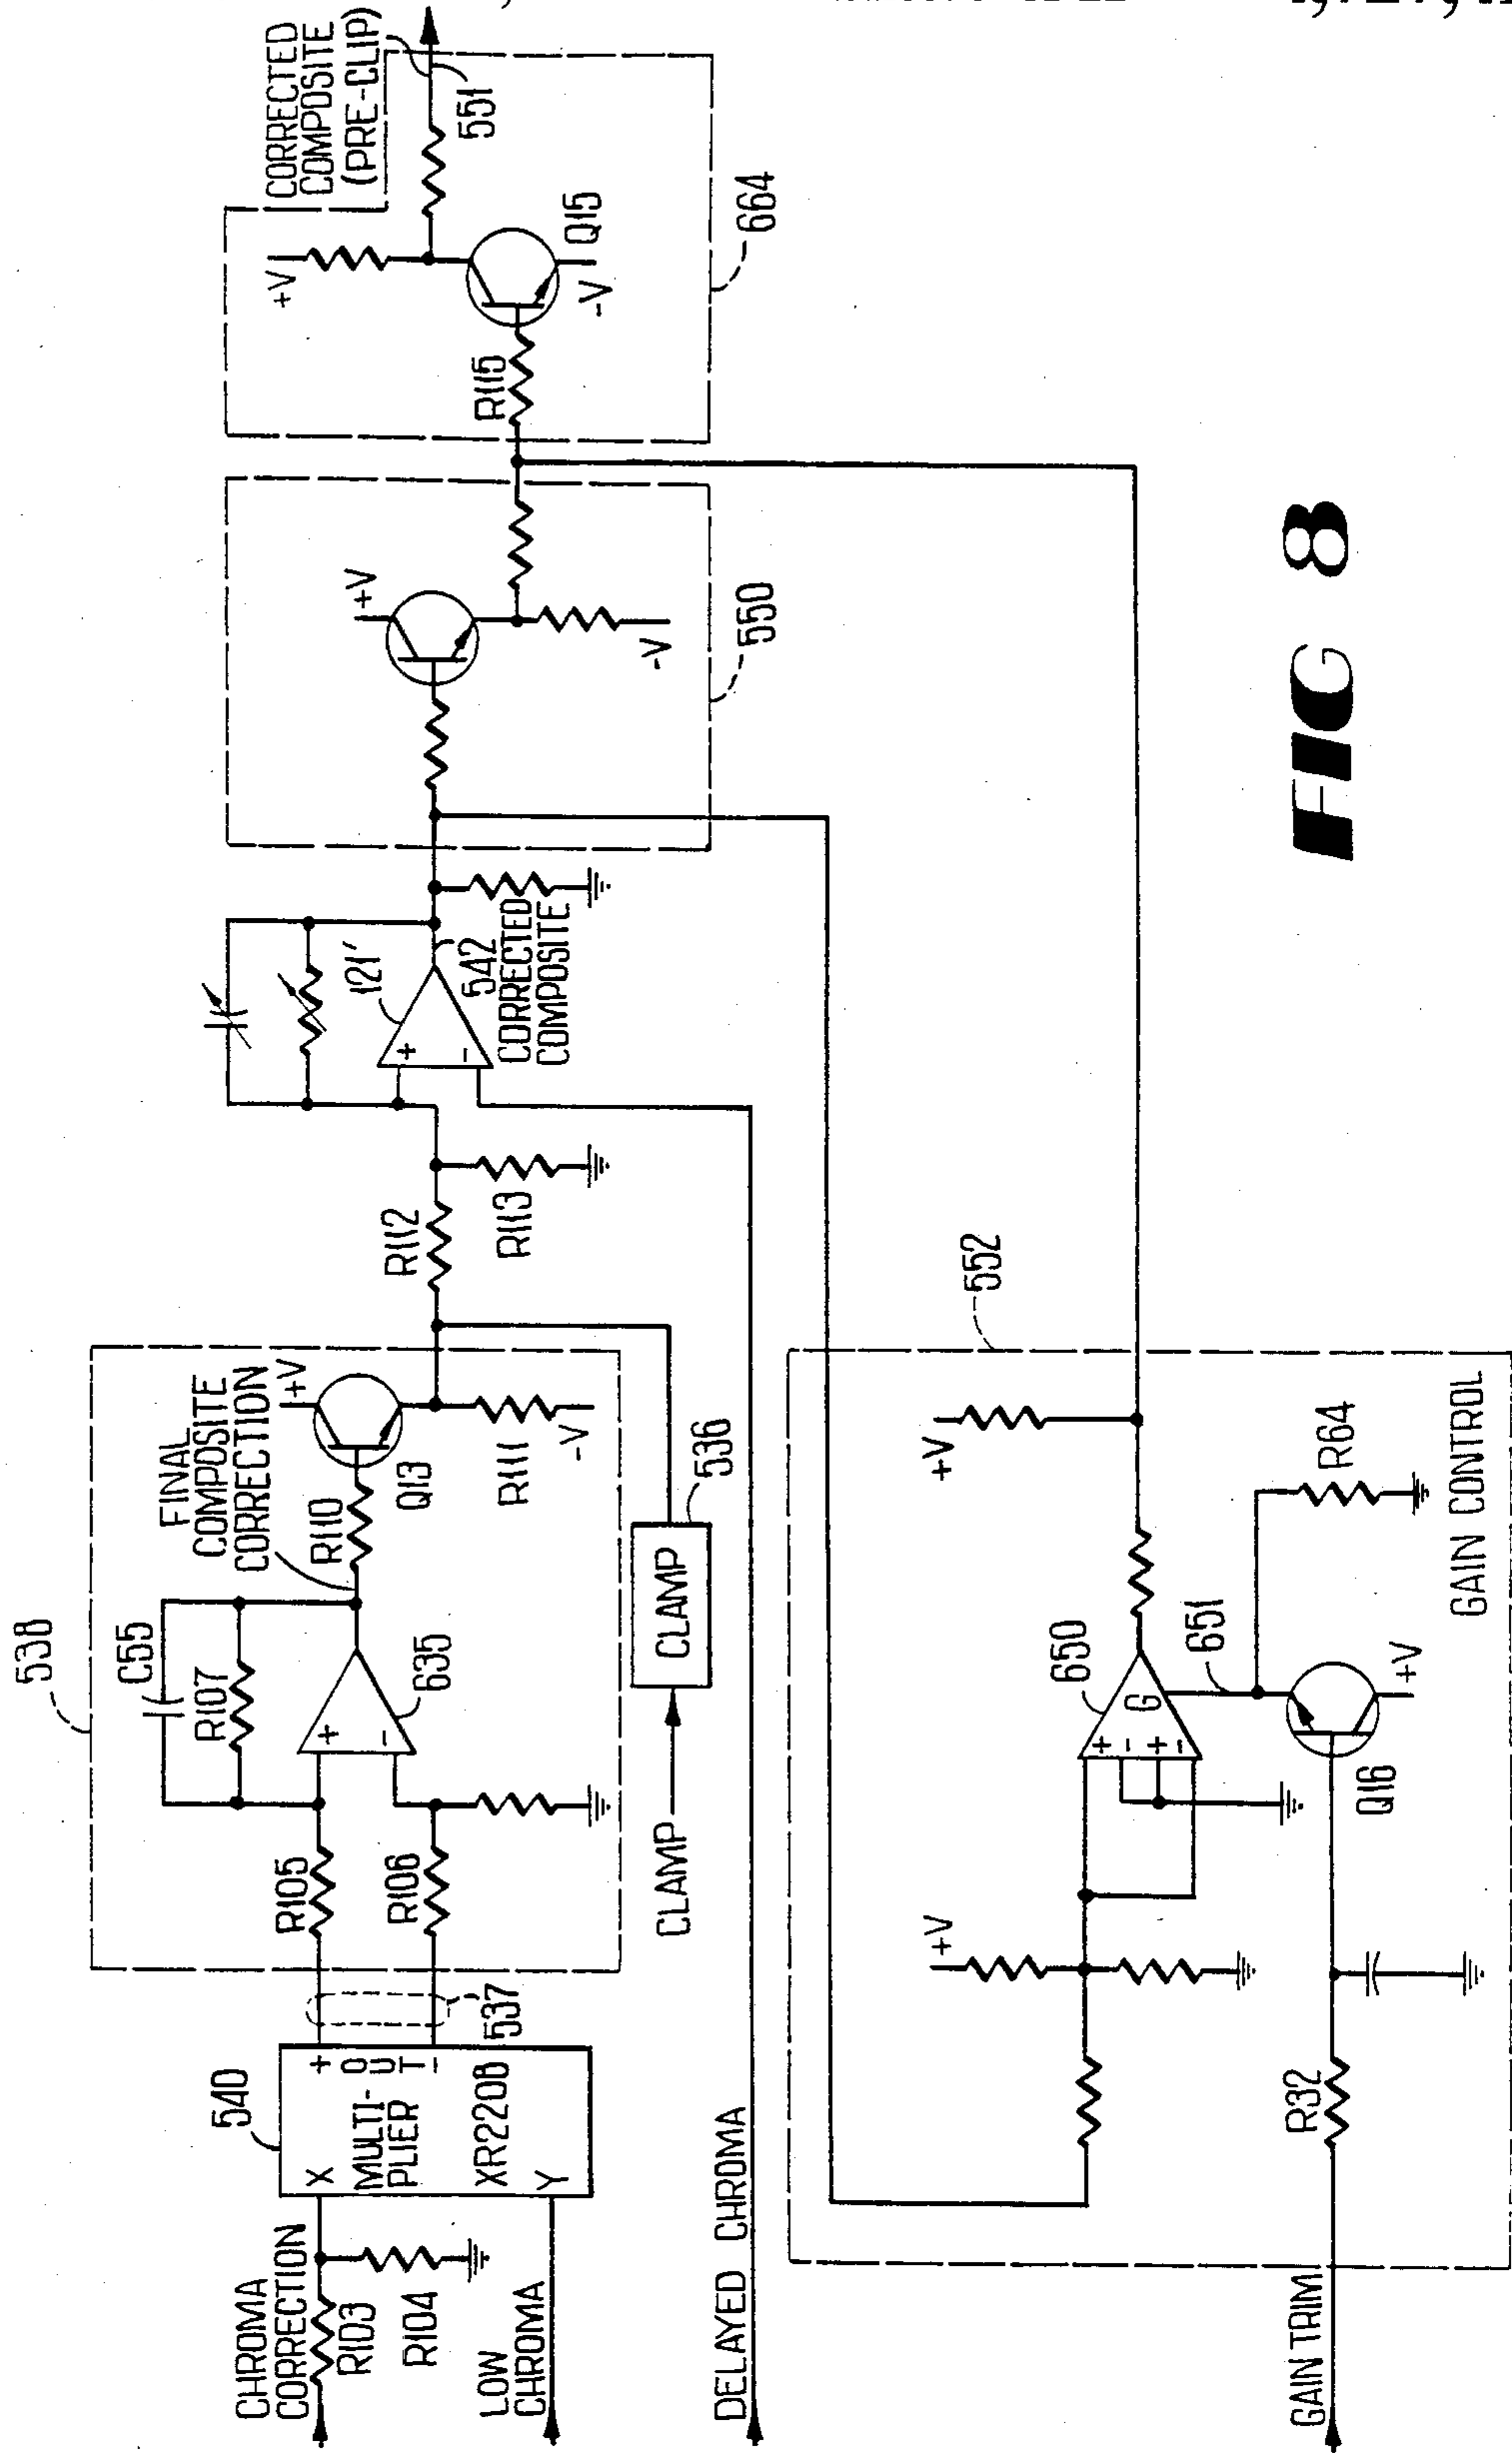 CHROMA
CORRECTION
R103
R104
LOW
CHROMA
540
X
MULTI-
PLIER
XR2208
Y
+
O
U
T
-
537
538
R105
R106
C55
R107
+
-
635
FINAL
COMPOSITE
CORRECTION
R110
Q13
+V
R111
-V
CLAMP
CLAMP
536
R112
R113
121'
+
-
542
CORRECTED
COMPOSITE
+V
-V
550
R115
+V
Q15
-V
664
CORRECTED
COMPOSITE
(PRE-CLIP)
551
DELAYED CHROMA
GAIN TRIM
R32
+V
650
+
-
+
-
G
651
Q16
+V
+V
R64
GAIN CONTROL
552
FIG 8